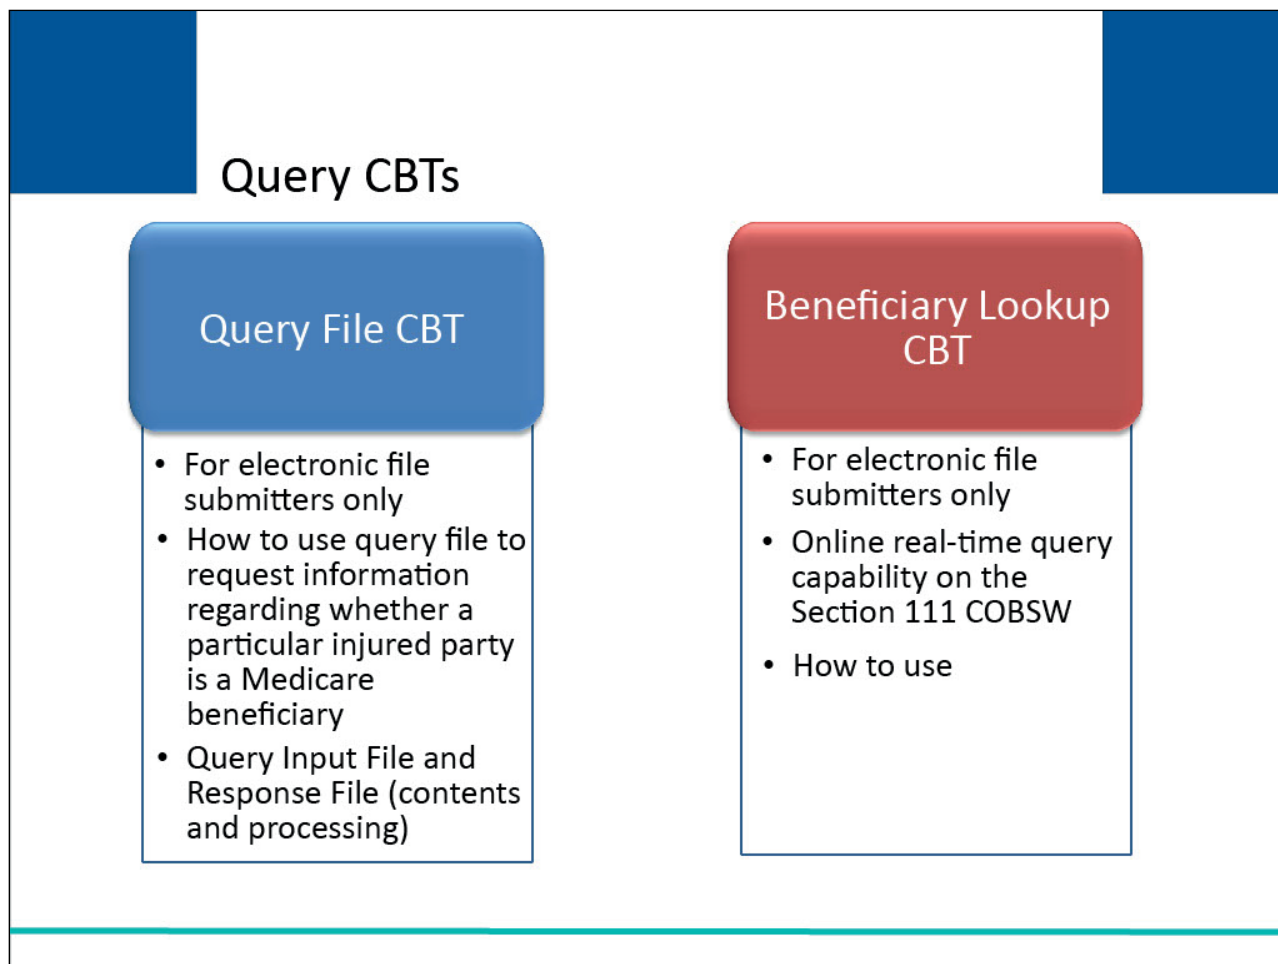 Query CBTs
Query File CBT
• For electronic file
submitters only
• How to use query file to
request information
regarding whether a
particular injured party
is a Medicare
beneficiary
• Query Input File and
Response File (contents
and processing)
Beneficiary Lookup
CBT
• For electronic file
submitters only
• Online real-time query
capability on the
Section 111 COBSW
• How to use